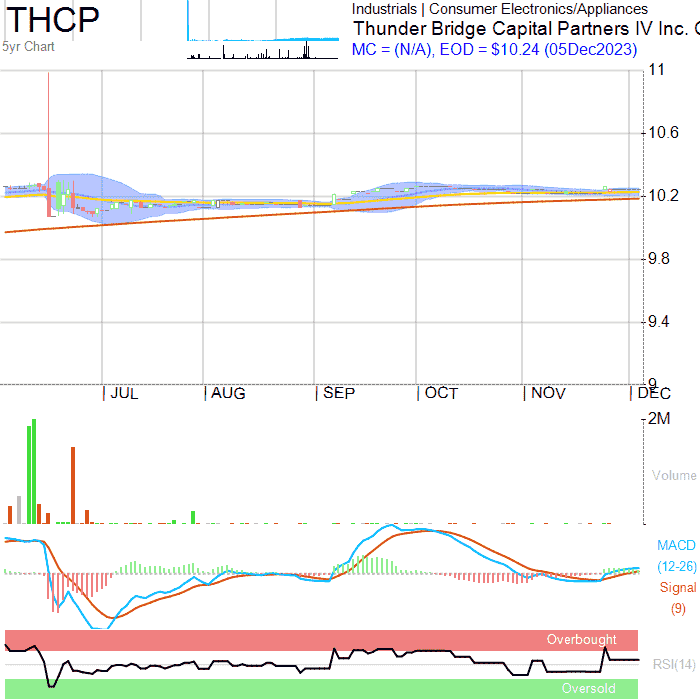 THCP
Industrials | Consumer Electronics/Appliances
Thunder Bridge Capital Partners IV Inc.
5yr Chart
MC = (N/A), EOD = $10.24 (05Dec2023)
11
10.6
10.2
9.8
9.4
9
JUL AUG SEP OCT NOV DEC
2M
Volume
MACD
(12-26)
Signal
(9)
Overbought
RSI(14)
Oversold